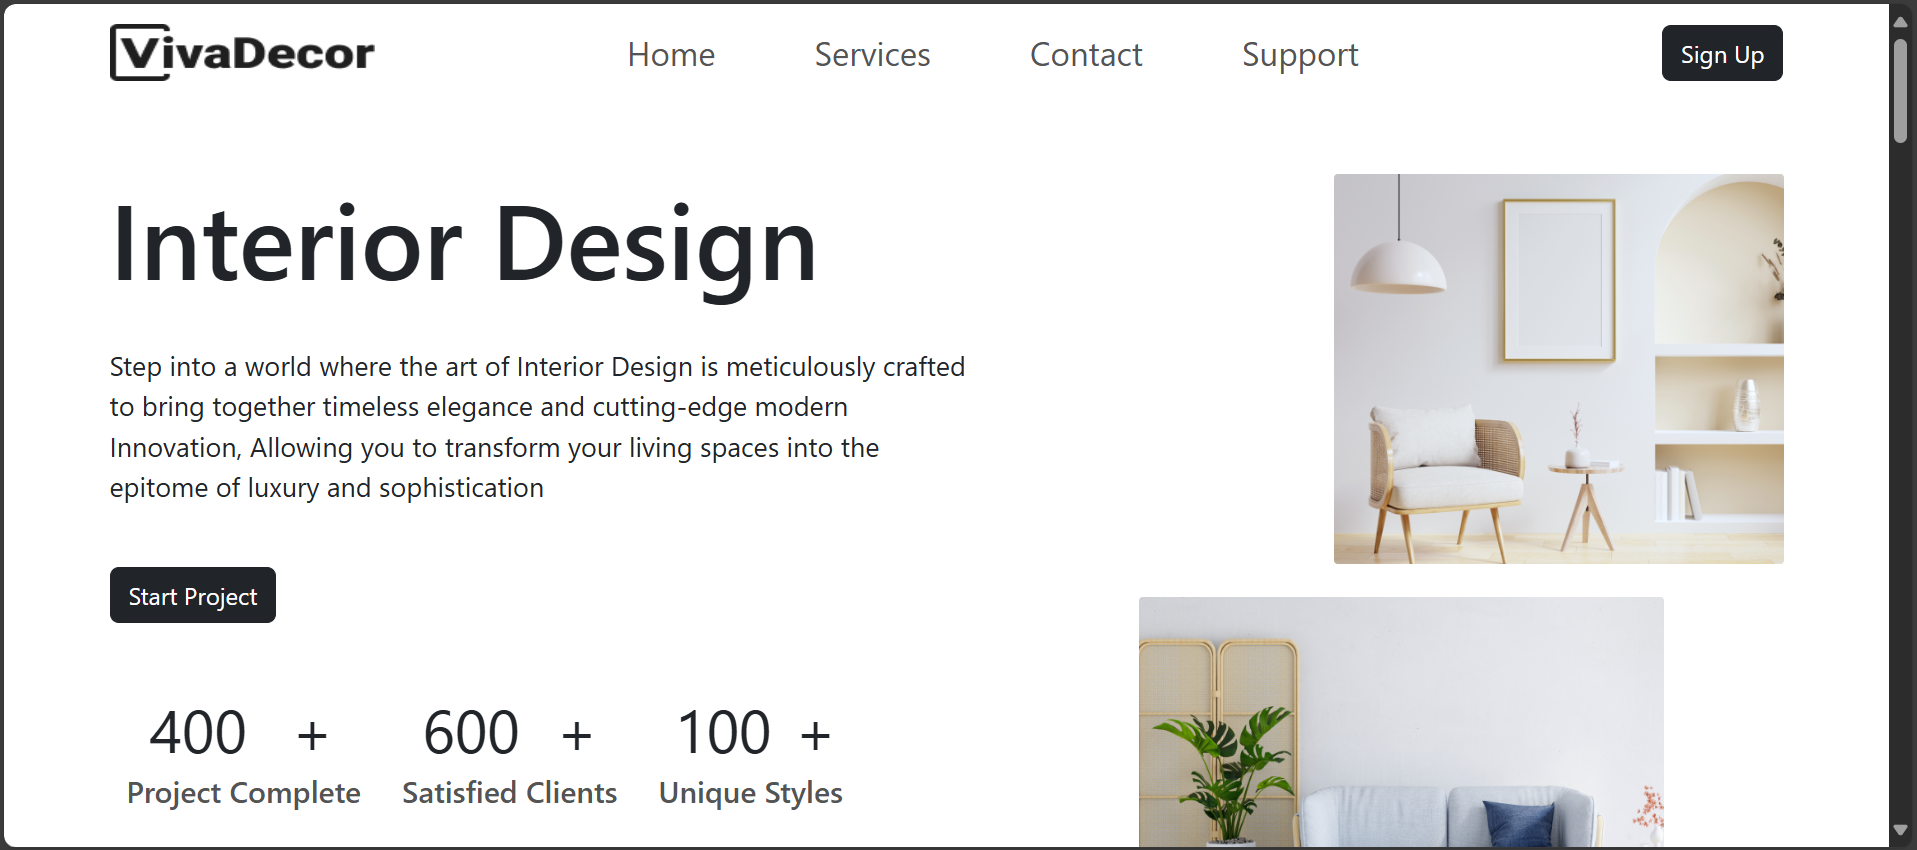 VivaDecor
Home Services Contact Support
Sign Up
Interior Design
Step into a world where the art of Interior Design is meticulously crafted
to bring together timeless elegance and cutting-edge modern
Innovation, Allowing you to transform your living spaces into the
epitome of luxury and sophistication
Start Project
400 + 600 + 100 +
Project Complete Satisfied Clients Unique Styles